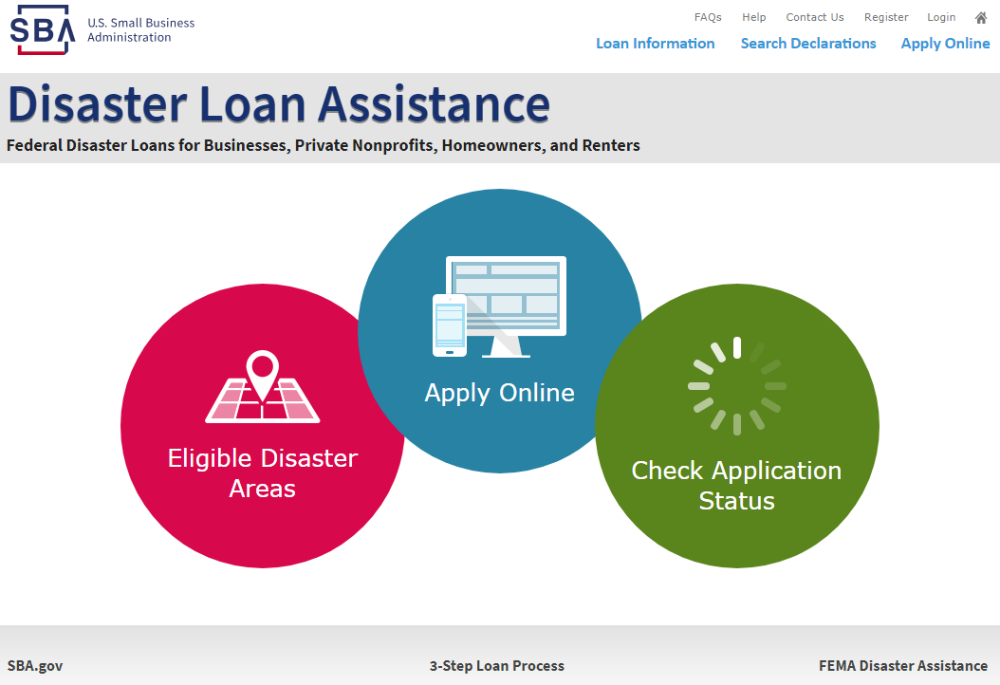 SBA
U.S. Small Business
Administration
FAQs Help Contact Us Register Login
Loan Information Search Declarations Apply Online
Disaster Loan Assistance
Federal Disaster Loans for Businesses, Private Nonprofits, Homeowners, and Renters
Eligible Disaster
Areas
Apply Online
Check Application
Status
SBA.gov 3-Step Loan Process FEMA Disaster Assistance